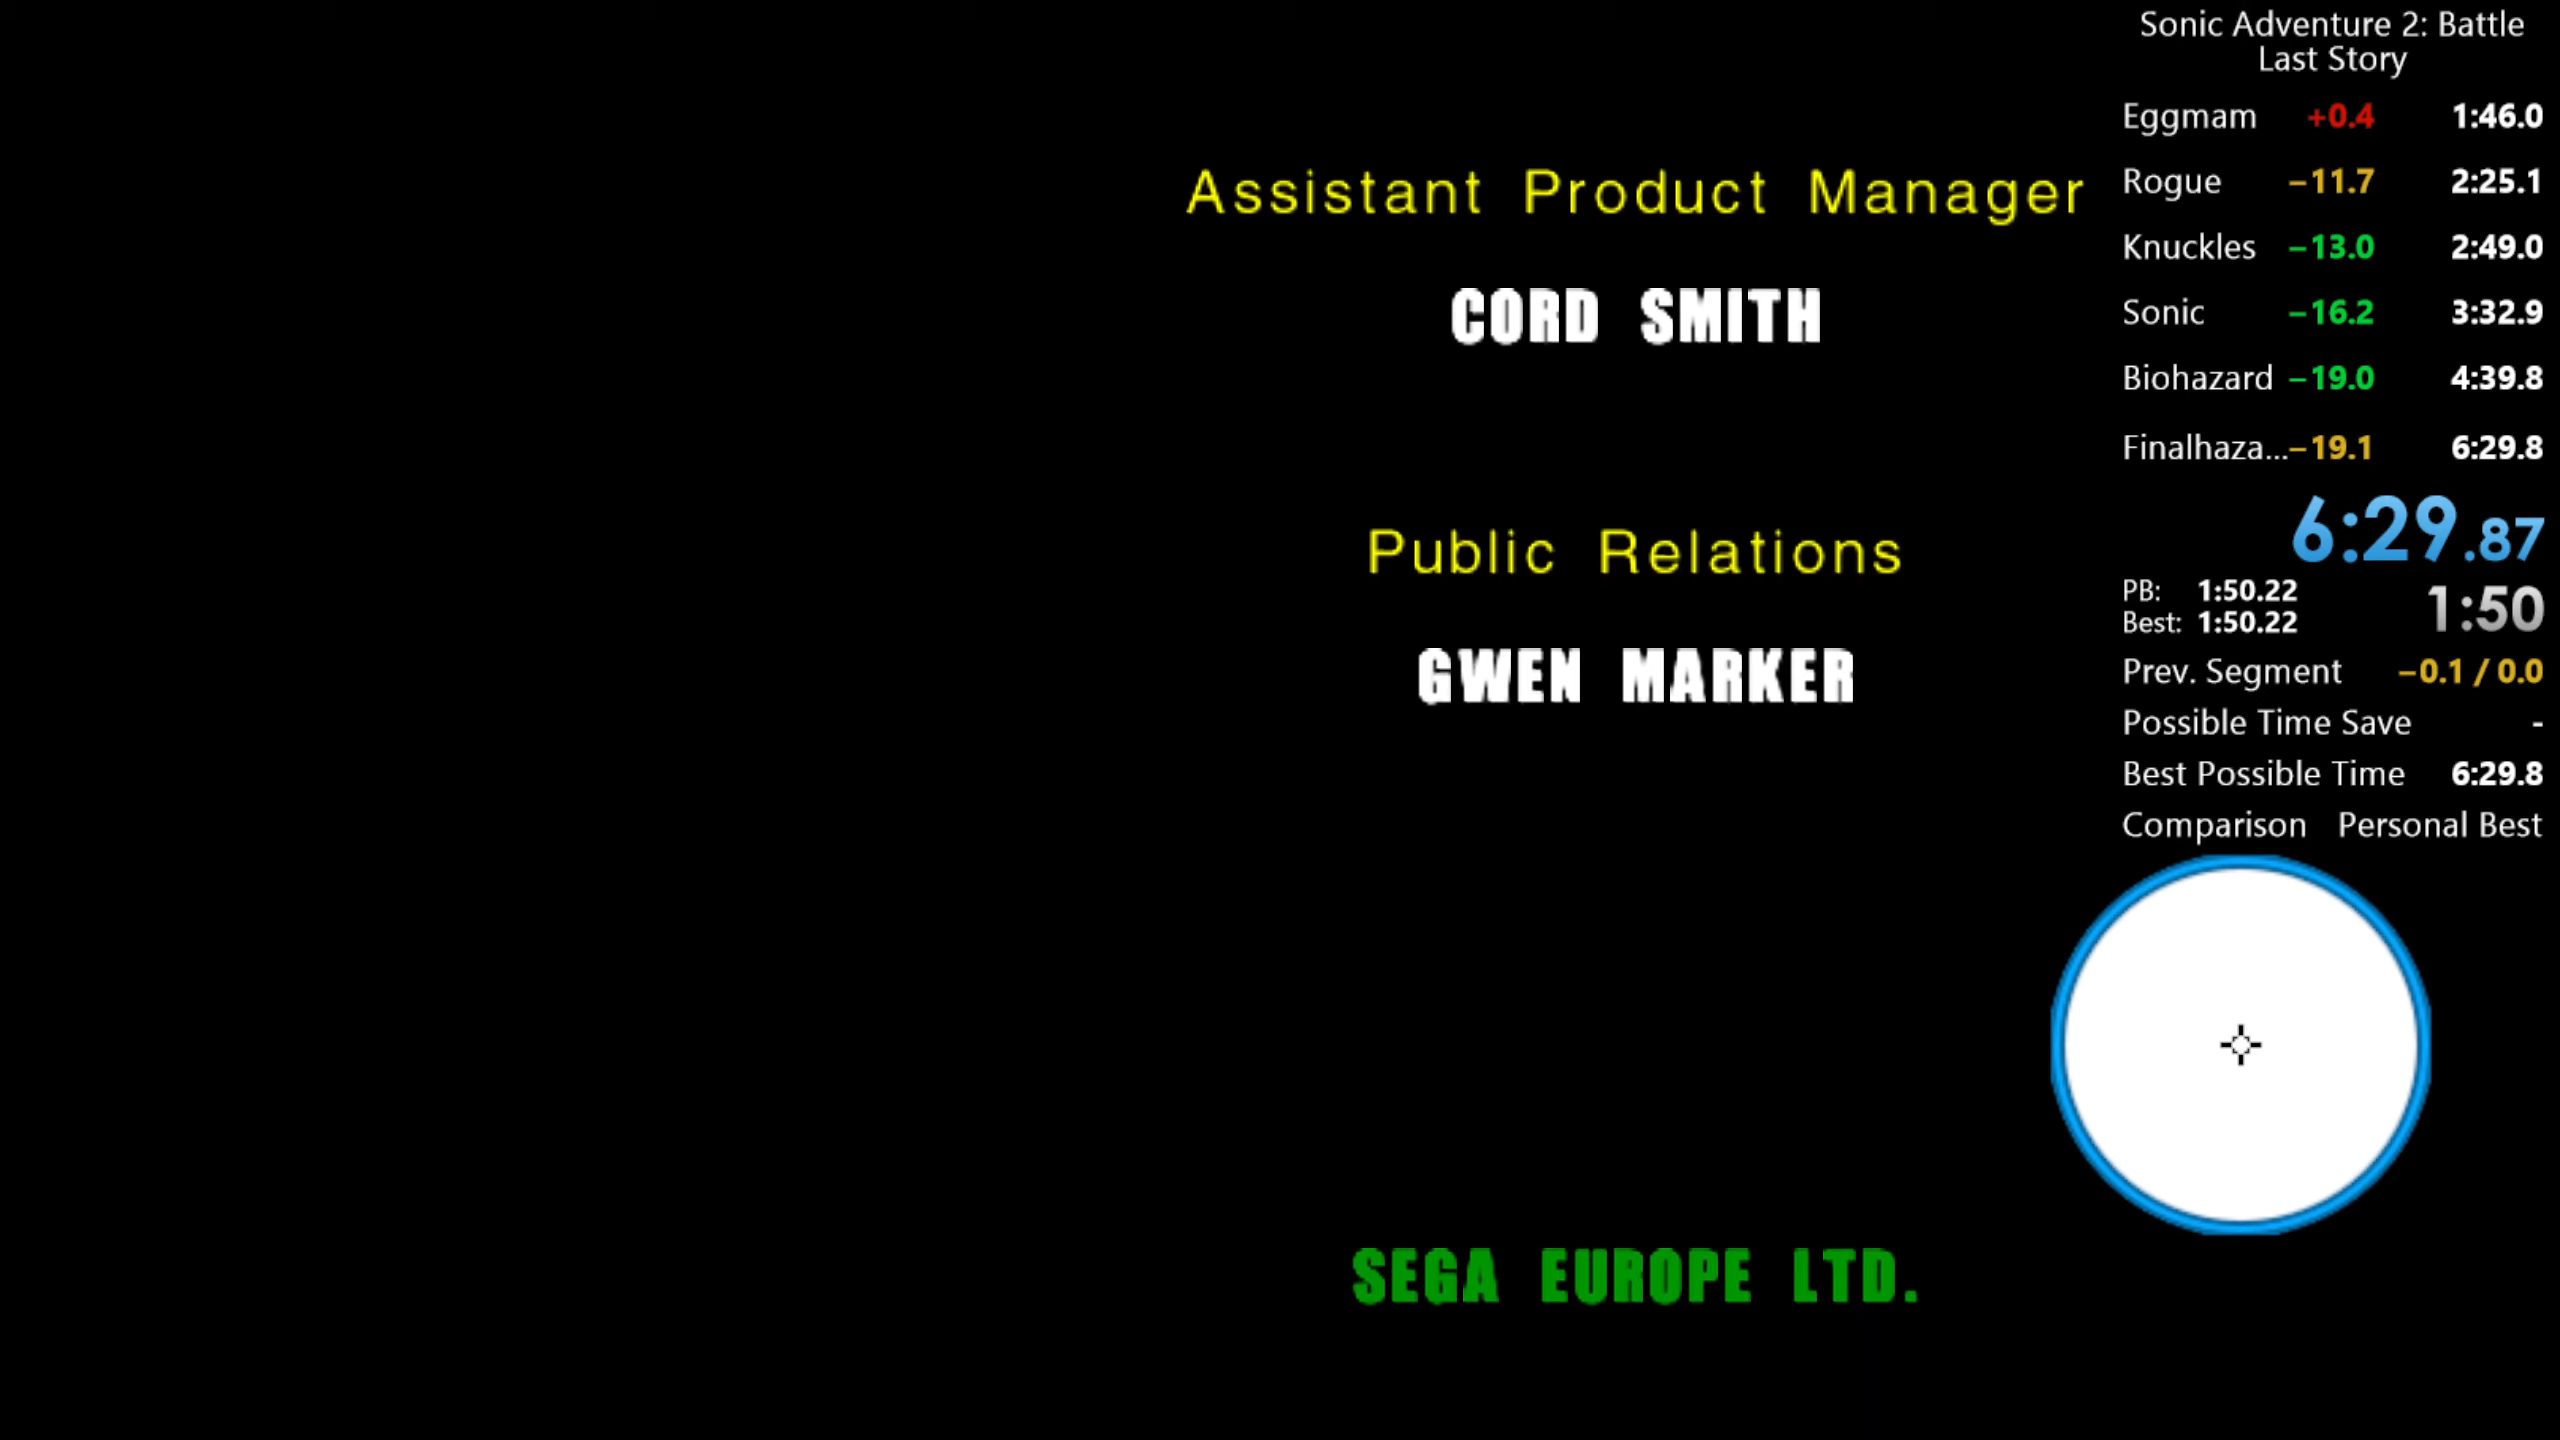 Assistant Product Manager
CORD SMITH
Public Relations
GWEN MARKER
SEGA EUROPE LTD.
Sonic Adventure 2: Battle
Last Story
Eggmam +0.4 1:46.0
Rogue −11.7 2:25.1
Knuckles −13.0 2:49.0
Sonic −16.2 3:32.9
Biohazard −19.0 4:39.8
Finalhaza... −19.1 6:29.8
6:29.87
PB: 1:50.22 1:50
Best: 1:50.22
Prev. Segment −0.1 / 0.0
Possible Time Save -
Best Possible Time 6:29.8
Comparison Personal Best